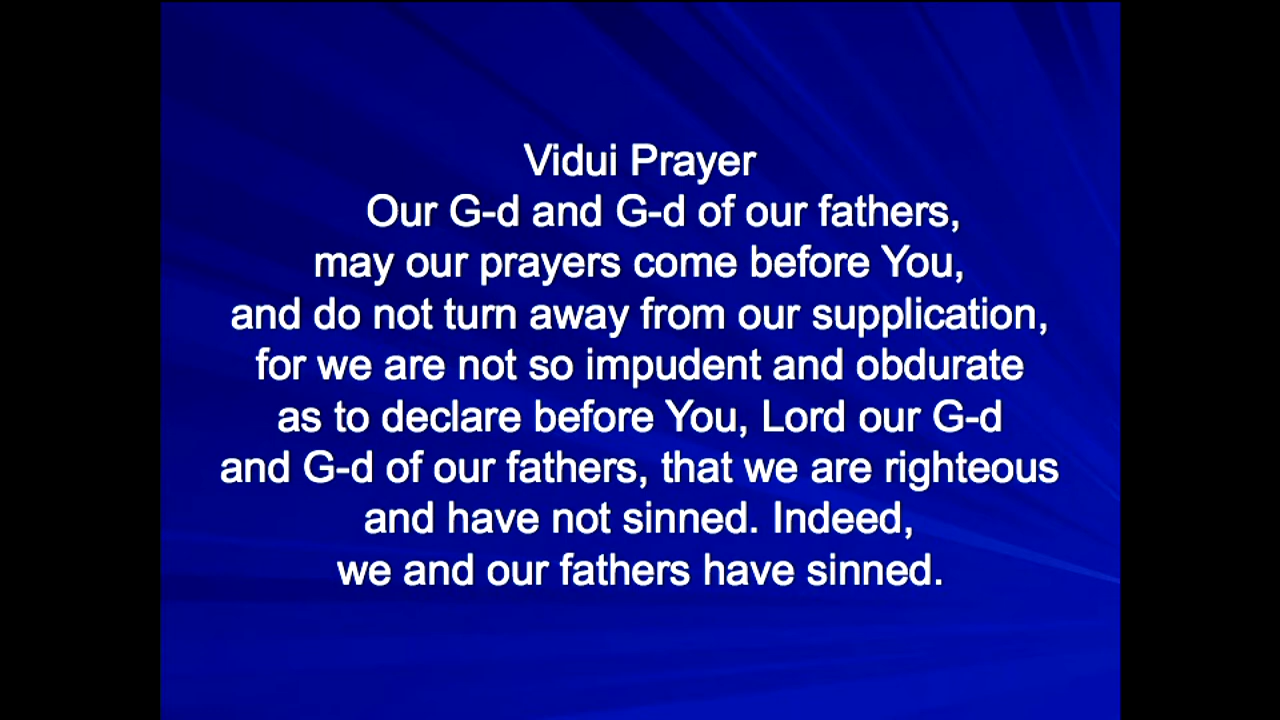 Vidui Prayer
Our G-d and G-d of our fathers,
may our prayers come before You,
and do not turn away from our supplication,
for we are not so impudent and obdurate
as to declare before You, Lord our G-d
and G-d of our fathers, that we are righteous
and have not sinned. Indeed,
we and our fathers have sinned.